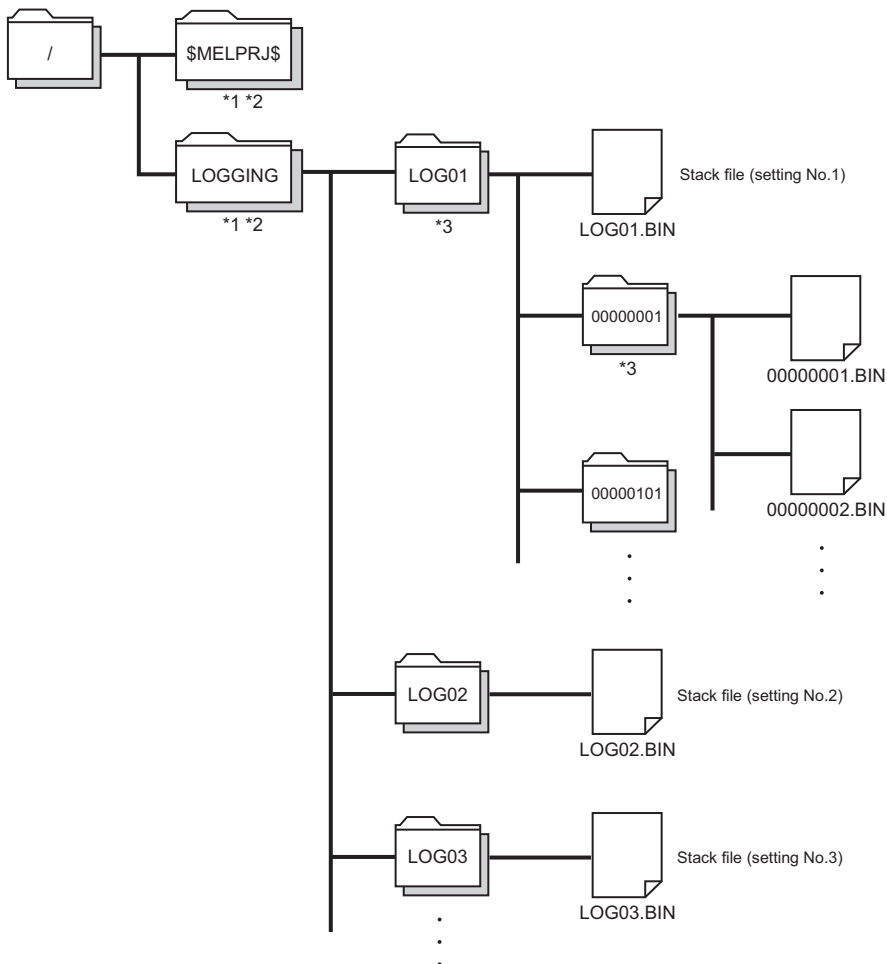 /
$MELPRJ$
*1 *2
LOGGING
*1 *2
LOG01
*3
LOG01.BIN
Stack file (setting No.1)
00000001
*3
00000001.BIN
00000002.BIN
00000101
LOG02
LOG02.BIN
Stack file (setting No.2)
LOG03
LOG03.BIN
Stack file (setting No.3)